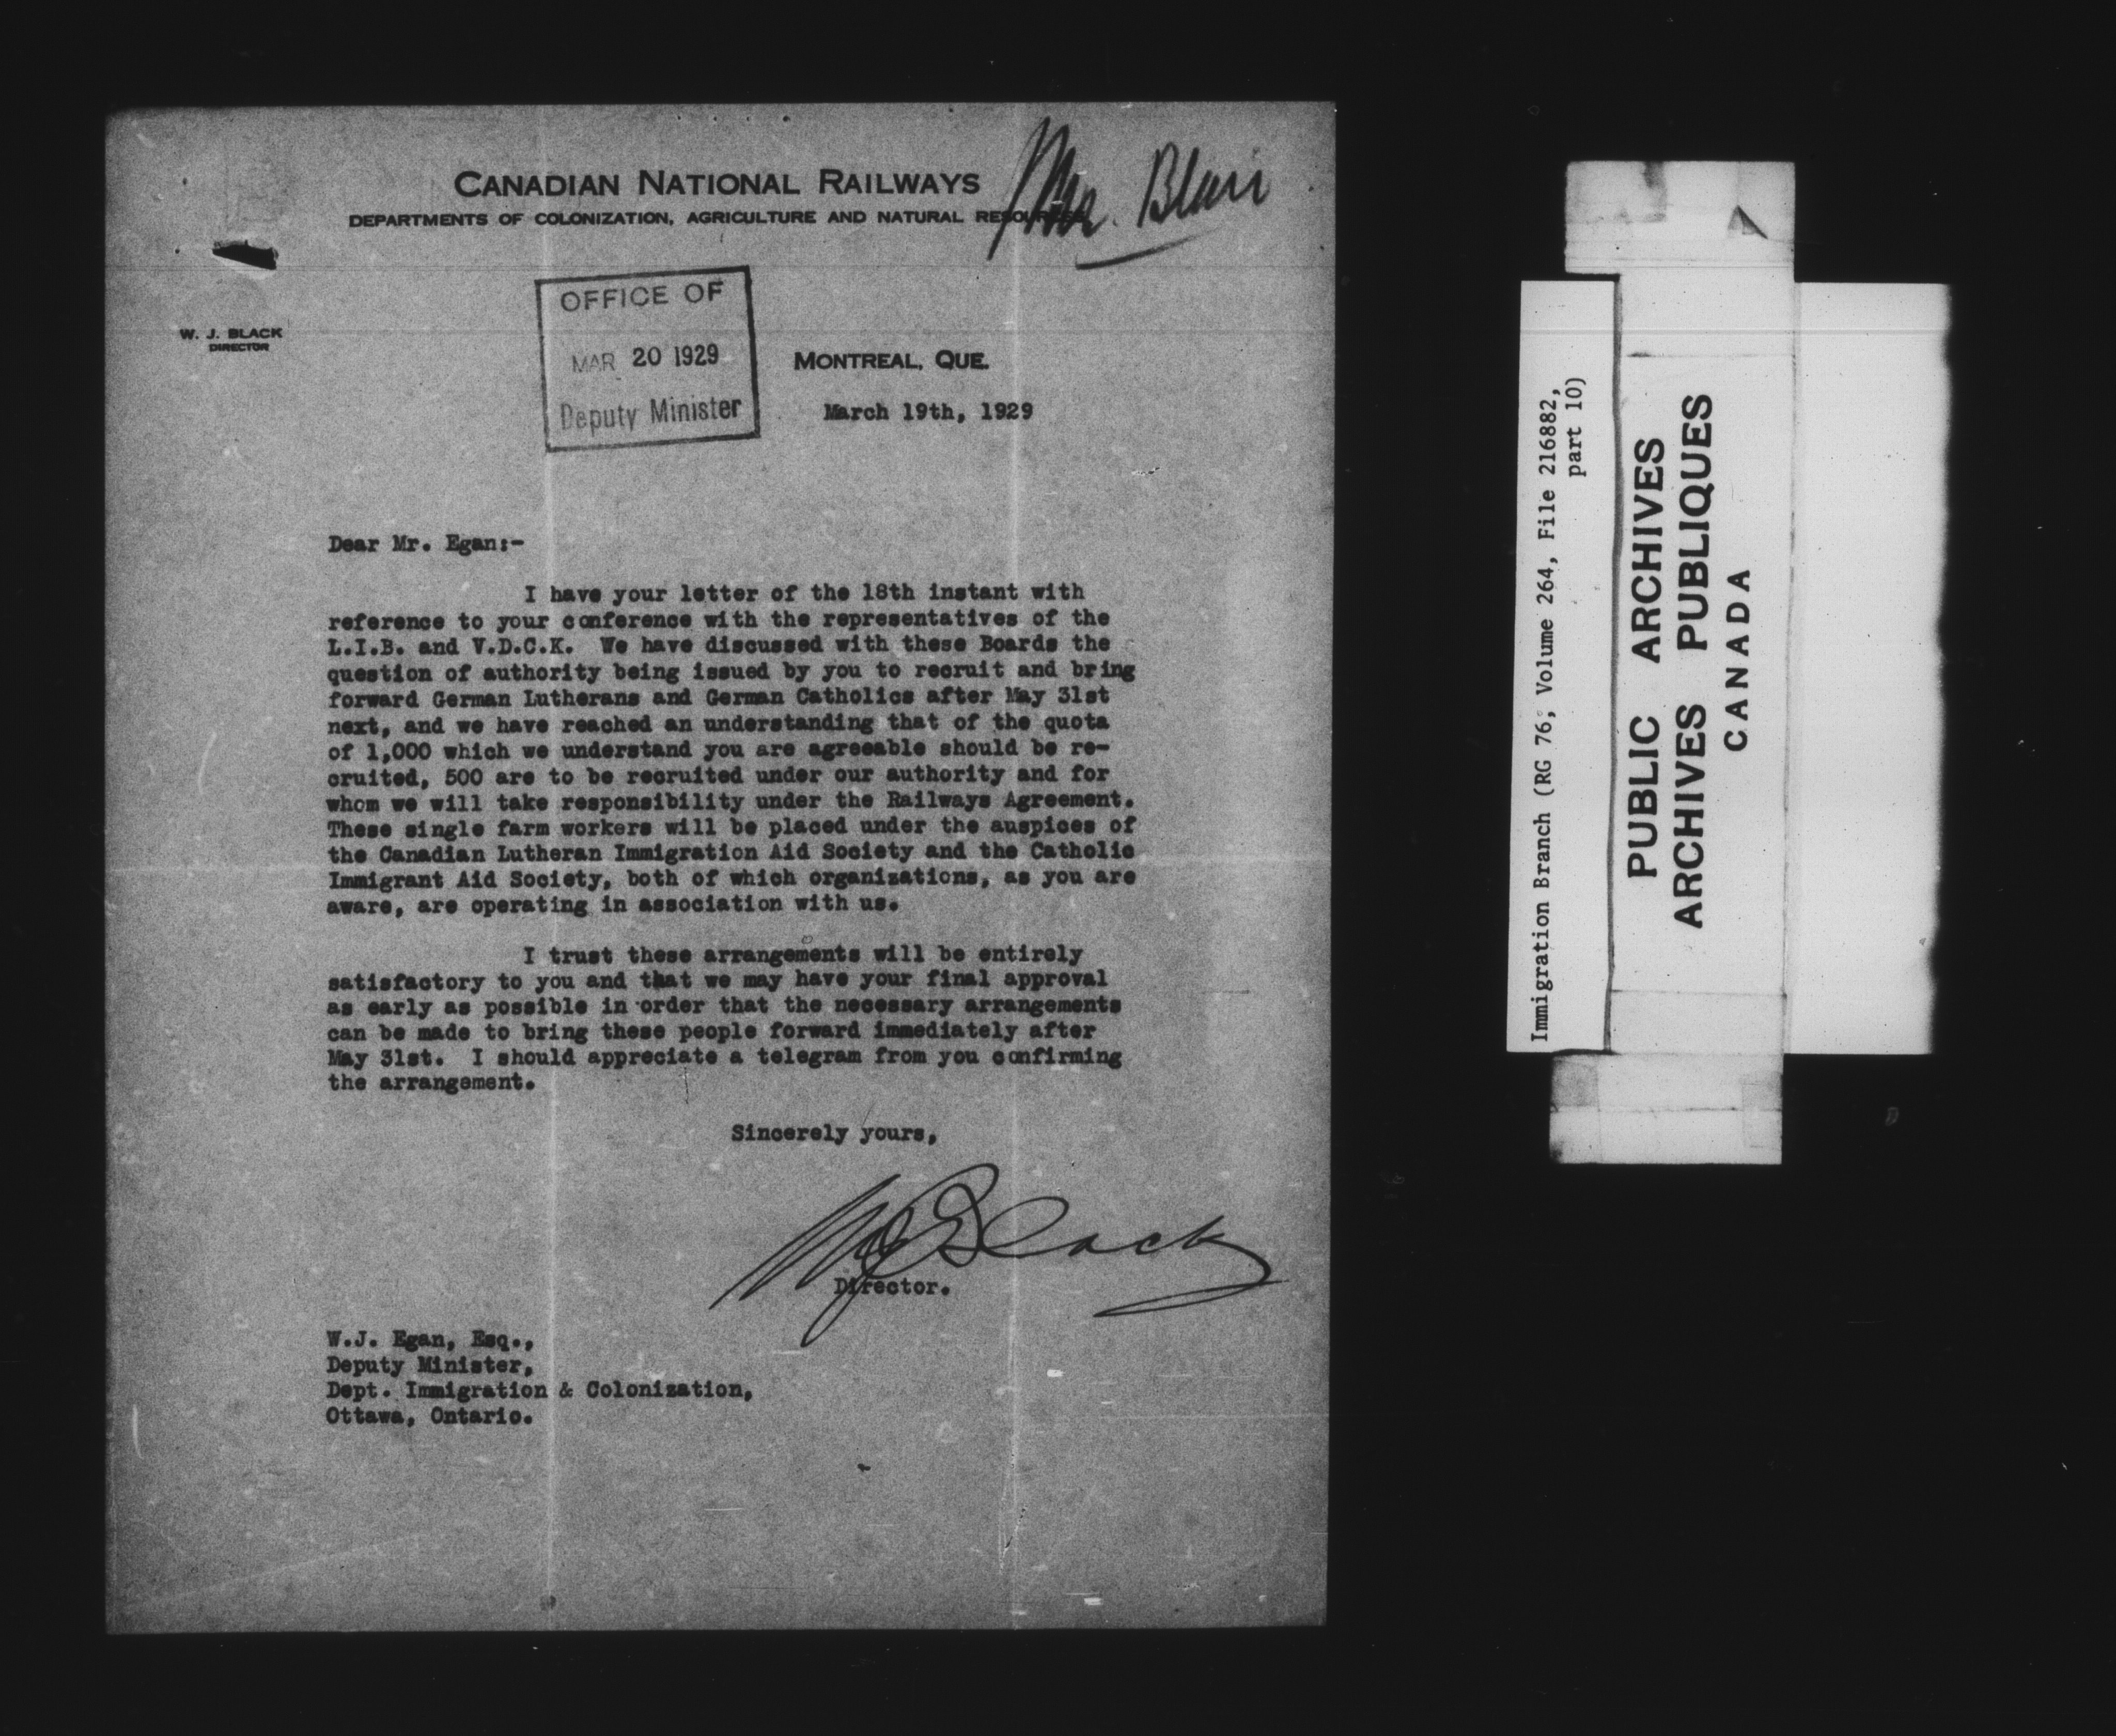 CANADIAN NATIONAL RAILWAYS
DEPARTMENTS OF COLONIZATION, AGRICULTURE AND NATURAL RESOURCES
Mr. Blair
W. J. BLACK
DIRECTOR
OFFICE OF
MAR 20 1929
Deputy Minister
MONTREAL, QUE.
March 19th, 1929
Dear Mr. Egan:-
I have your letter of the 18th instant with
reference to your conference with the representatives of the
L.I.B. and V.D.C.K. We have discussed with these Boards the
question of authority being issued by you to recruit and bring
forward German Lutherans and German Catholics after May 31st
next, and we have reached an understanding that of the quota
of 1,000 which we understand you are agreeable should be re-
cruited, 500 are to be recruited under our authority and for
whom we will take responsibility under the Railways Agreement.
These single farm workers will be placed under the auspices of
the Canadian Lutheran Immigration Aid Society and the Catholic
Immigrant Aid Society, both of which organizations, as you are
aware, are operating in association with us.
I trust these arrangements will be entirely
satisfactory to you and that we may have your final approval
as early as possible in order that the necessary arrangements
can be made to bring these people forward immediately after
May 31st. I should appreciate a telegram from you confirming
the arrangement.
Sincerely yours,
WJBlack
Director.
W.J. Egan, Esq.,
Deputy Minister,
Dept. Immigration & Colonization,
Ottawa, Ontario.
Immigration Branch (RG 76, Volume 264, File 216882,
part 10)
PUBLIC ARCHIVES
ARCHIVES PUBLIQUES
CANADA